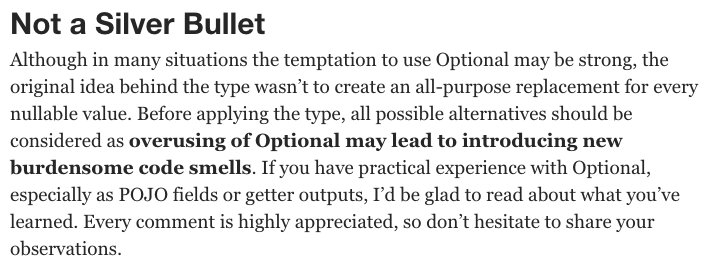 Not a Silver Bullet
Although in many situations the temptation to use Optional may be strong, the
original idea behind the type wasn't to create an all-purpose replacement for every
nullable value. Before applying the type, all possible alternatives should be
considered as overusing of Optional may lead to introducing new
burdensome code smells. If you have practical experience with Optional,
especially as POJO fields or getter outputs, I'd be glad to read about what you've
learned. Every comment is highly appreciated, so don't hesitate to share your
observations.